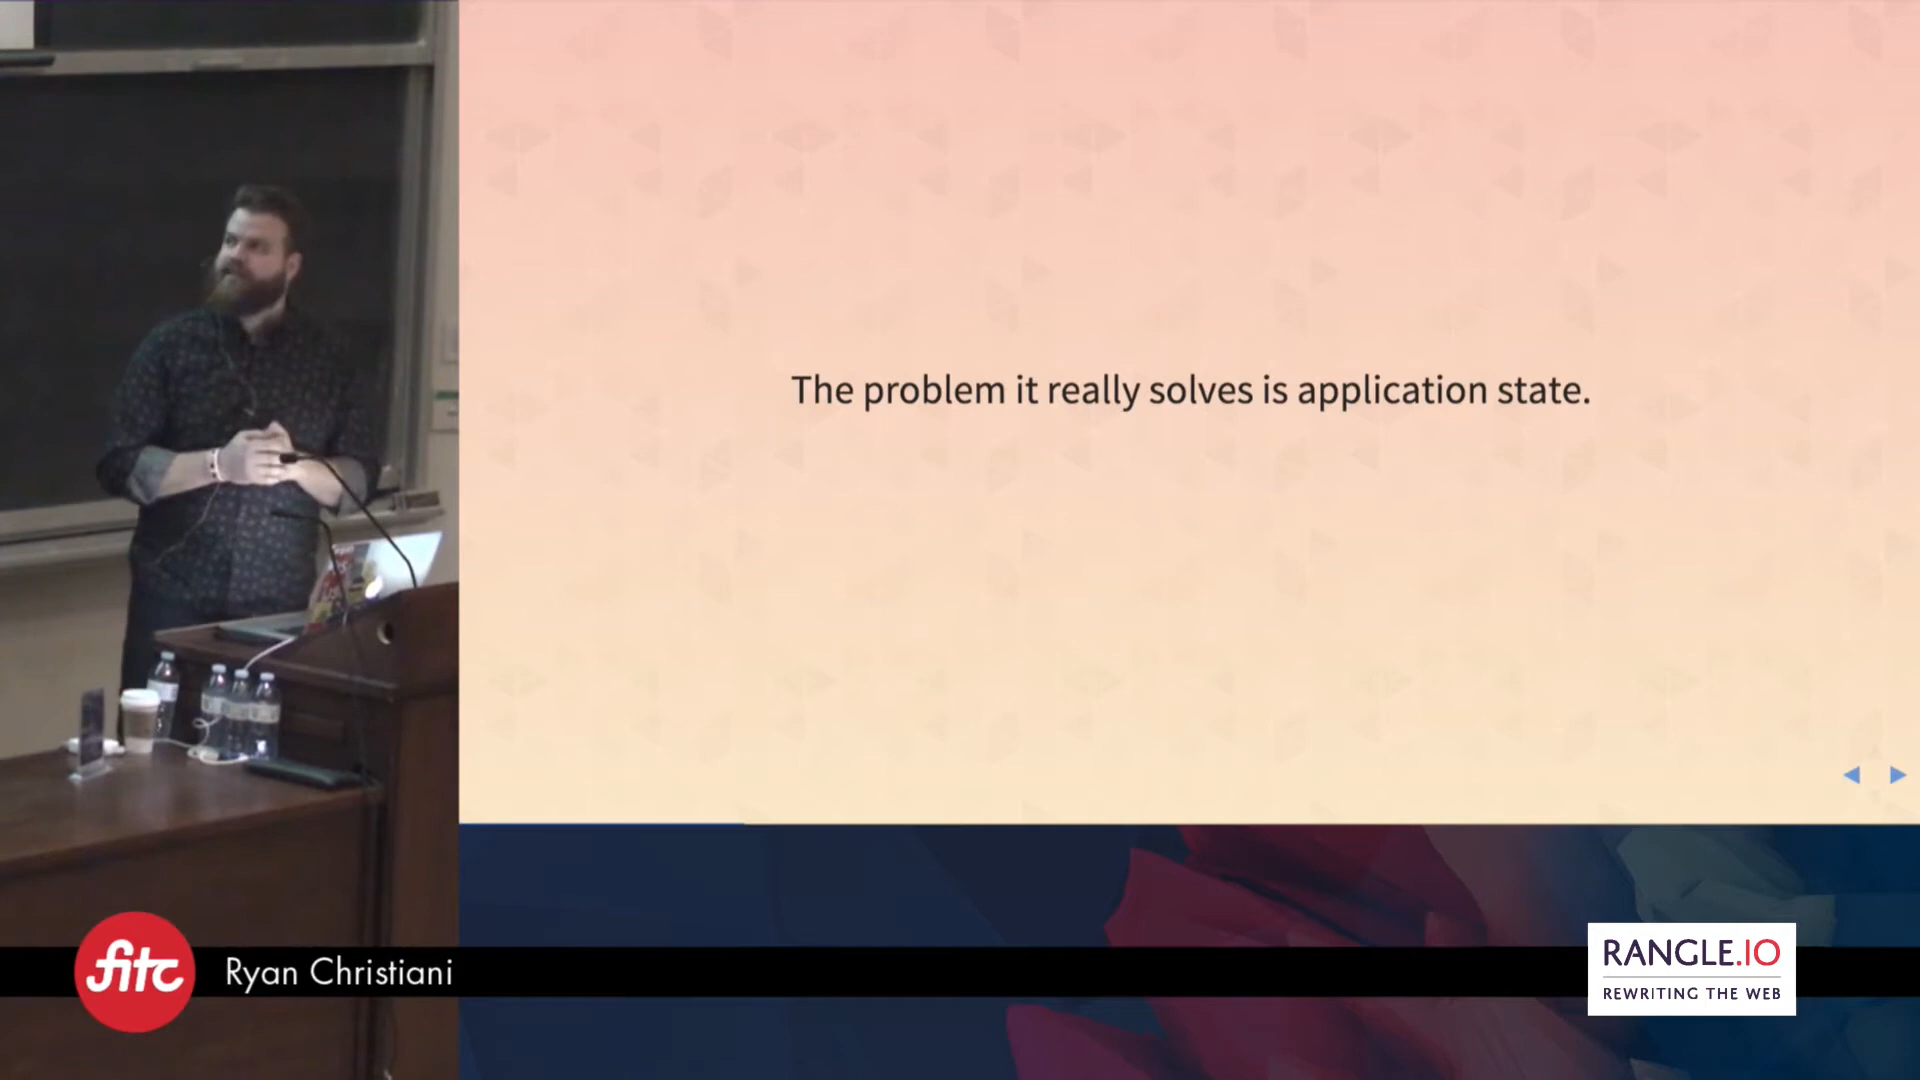 The problem it really solves is application state.
fitc
Ryan Christiani
RANGLE.IO
REWRITING THE WEB